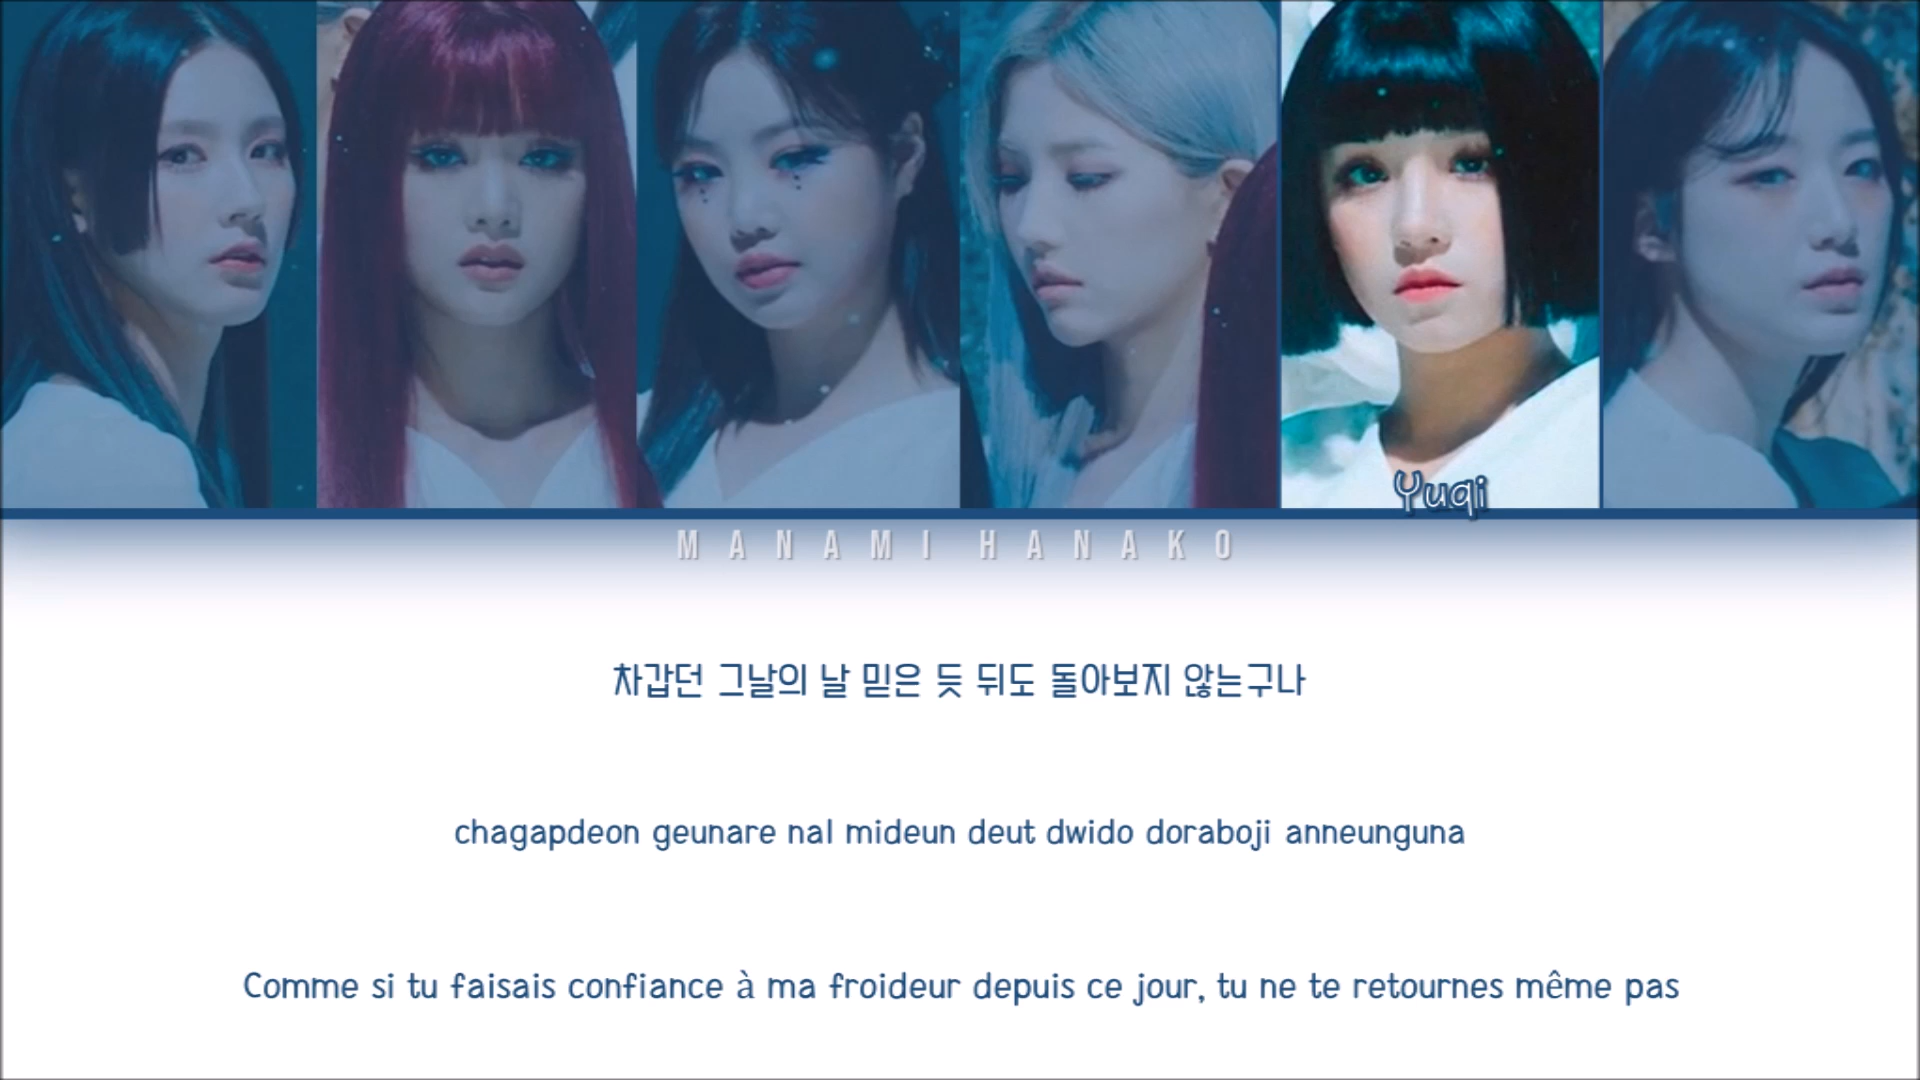 Yuqi
MANAMI HANAKO
차갑던 그날의 날 믿은 듯 뒤도 돌아보지 않는구나
chagapdeon geunare nal mideun deut dwido doraboji anneunguna
Comme si tu faisais confiance à ma froideur depuis ce jour, tu ne te retournes même pas